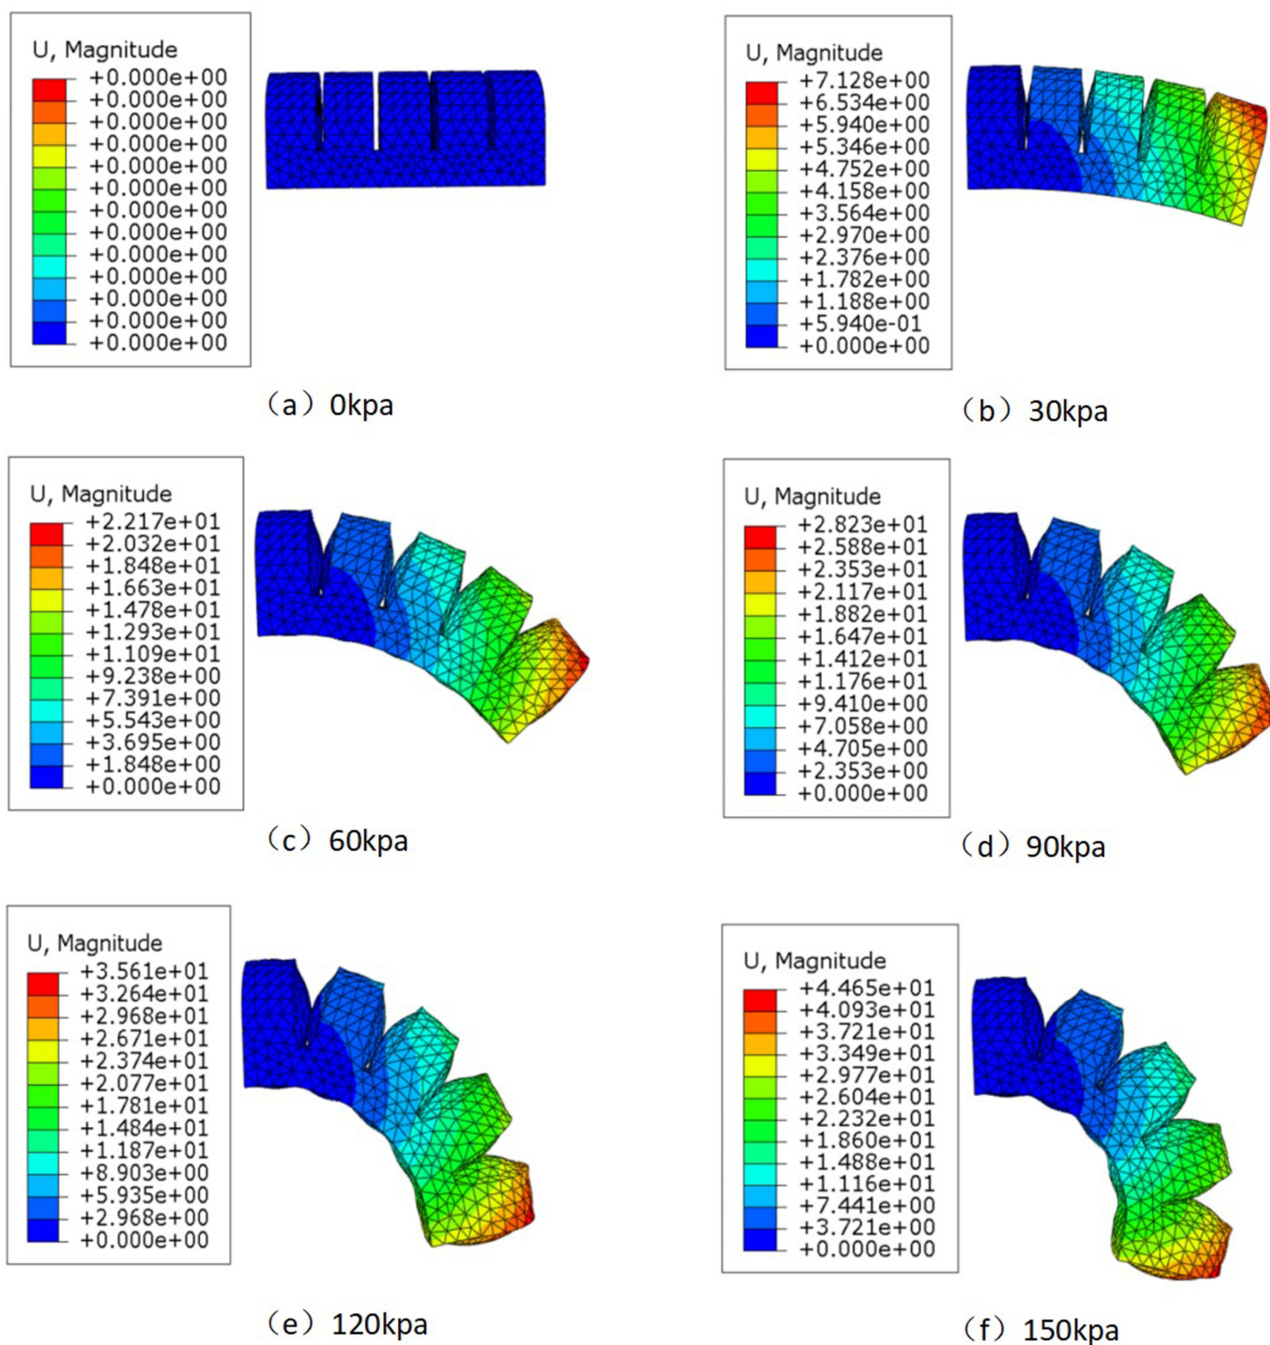 U, Magnitude
+0.000e+00
+0.000e+00
+0.000e+00
+0.000e+00
+0.000e+00
+0.000e+00
+0.000e+00
+0.000e+00
+0.000e+00
+0.000e+00
+0.000e+00
+0.000e+00
+0.000e+00
（a）0kpa
U, Magnitude
+7.128e+00
+6.534e+00
+5.940e+00
+5.346e+00
+4.752e+00
+4.158e+00
+3.564e+00
+2.970e+00
+2.376e+00
+1.782e+00
+1.188e+00
+5.940e-01
+0.000e+00
（b）30kpa
U, Magnitude
+2.217e+01
+2.032e+01
+1.848e+01
+1.663e+01
+1.478e+01
+1.293e+01
+1.109e+01
+9.238e+00
+7.391e+00
+5.543e+00
+3.695e+00
+1.848e+00
+0.000e+00
（c）60kpa
U, Magnitude
+2.823e+01
+2.588e+01
+2.353e+01
+2.117e+01
+1.882e+01
+1.647e+01
+1.412e+01
+1.176e+01
+9.410e+00
+7.058e+00
+4.705e+00
+2.353e+00
+0.000e+00
（d）90kpa
U, Magnitude
+3.561e+01
+3.264e+01
+2.968e+01
+2.671e+01
+2.374e+01
+2.077e+01
+1.781e+01
+1.484e+01
+1.187e+01
+8.903e+00
+5.935e+00
+2.968e+00
+0.000e+00
（e）120kpa
U, Magnitude
+4.465e+01
+4.093e+01
+3.721e+01
+3.349e+01
+2.977e+01
+2.604e+01
+2.232e+01
+1.860e+01
+1.488e+01
+1.116e+01
+7.441e+00
+3.721e+00
+0.000e+00
（f）150kpa